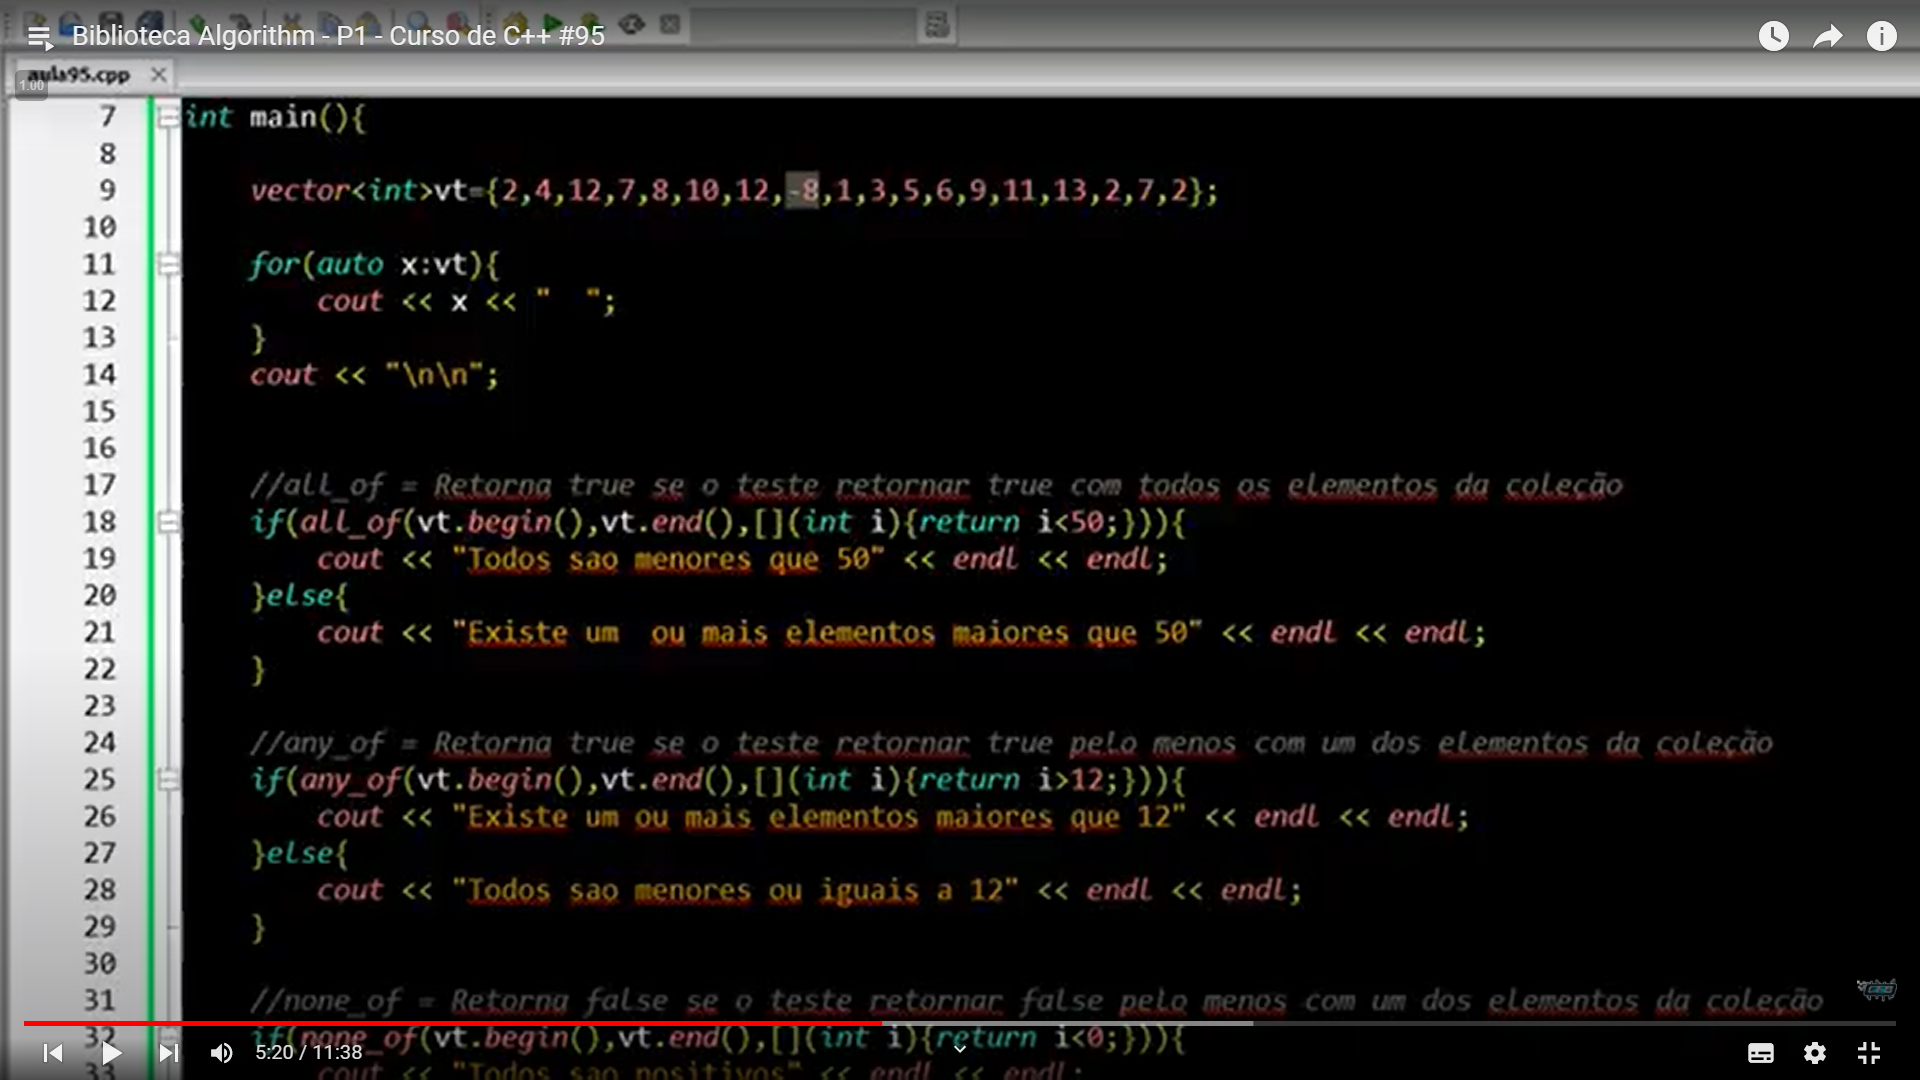 Biblioteca Algorithm - P1 - Curso de C++ #95
aula95.cpp
1.00
7 int main(){
8
9 vector<int>vt={2,4,12,7,8,10,12,-8,1,3,5,6,9,11,13,2,7,2};
10
11 for(auto x:vt){
12 cout << x << "  ";
13 }
14 cout << "\n\n";
15
16
17 //all_of = Retorna true se o teste retornar true com todos os elementos da coleção
18 if(all_of(vt.begin(),vt.end(),[](int i){return i<50;})){
19 cout << "Todos sao menores que 50" << endl << endl;
20 }else{
21 cout << "Existe um  ou mais elementos maiores que 50" << endl << endl;
22 }
23
24 //any_of = Retorna true se o teste retornar true pelo menos com um dos elementos da coleção
25 if(any_of(vt.begin(),vt.end(),[](int i){return i>12;})){
26 cout << "Existe um ou mais elementos maiores que 12" << endl << endl;
27 }else{
28 cout << "Todos sao menores ou iguais a 12" << endl << endl;
29 }
30
31 //none_of = Retorna false se o teste retornar false pelo menos com um dos elementos da coleção
32 if(none_of(vt.begin(),vt.end(),[](int i){return i<0;})){
33 cout << "Todos sao positivos" << endl << endl;
5:20 / 11:38